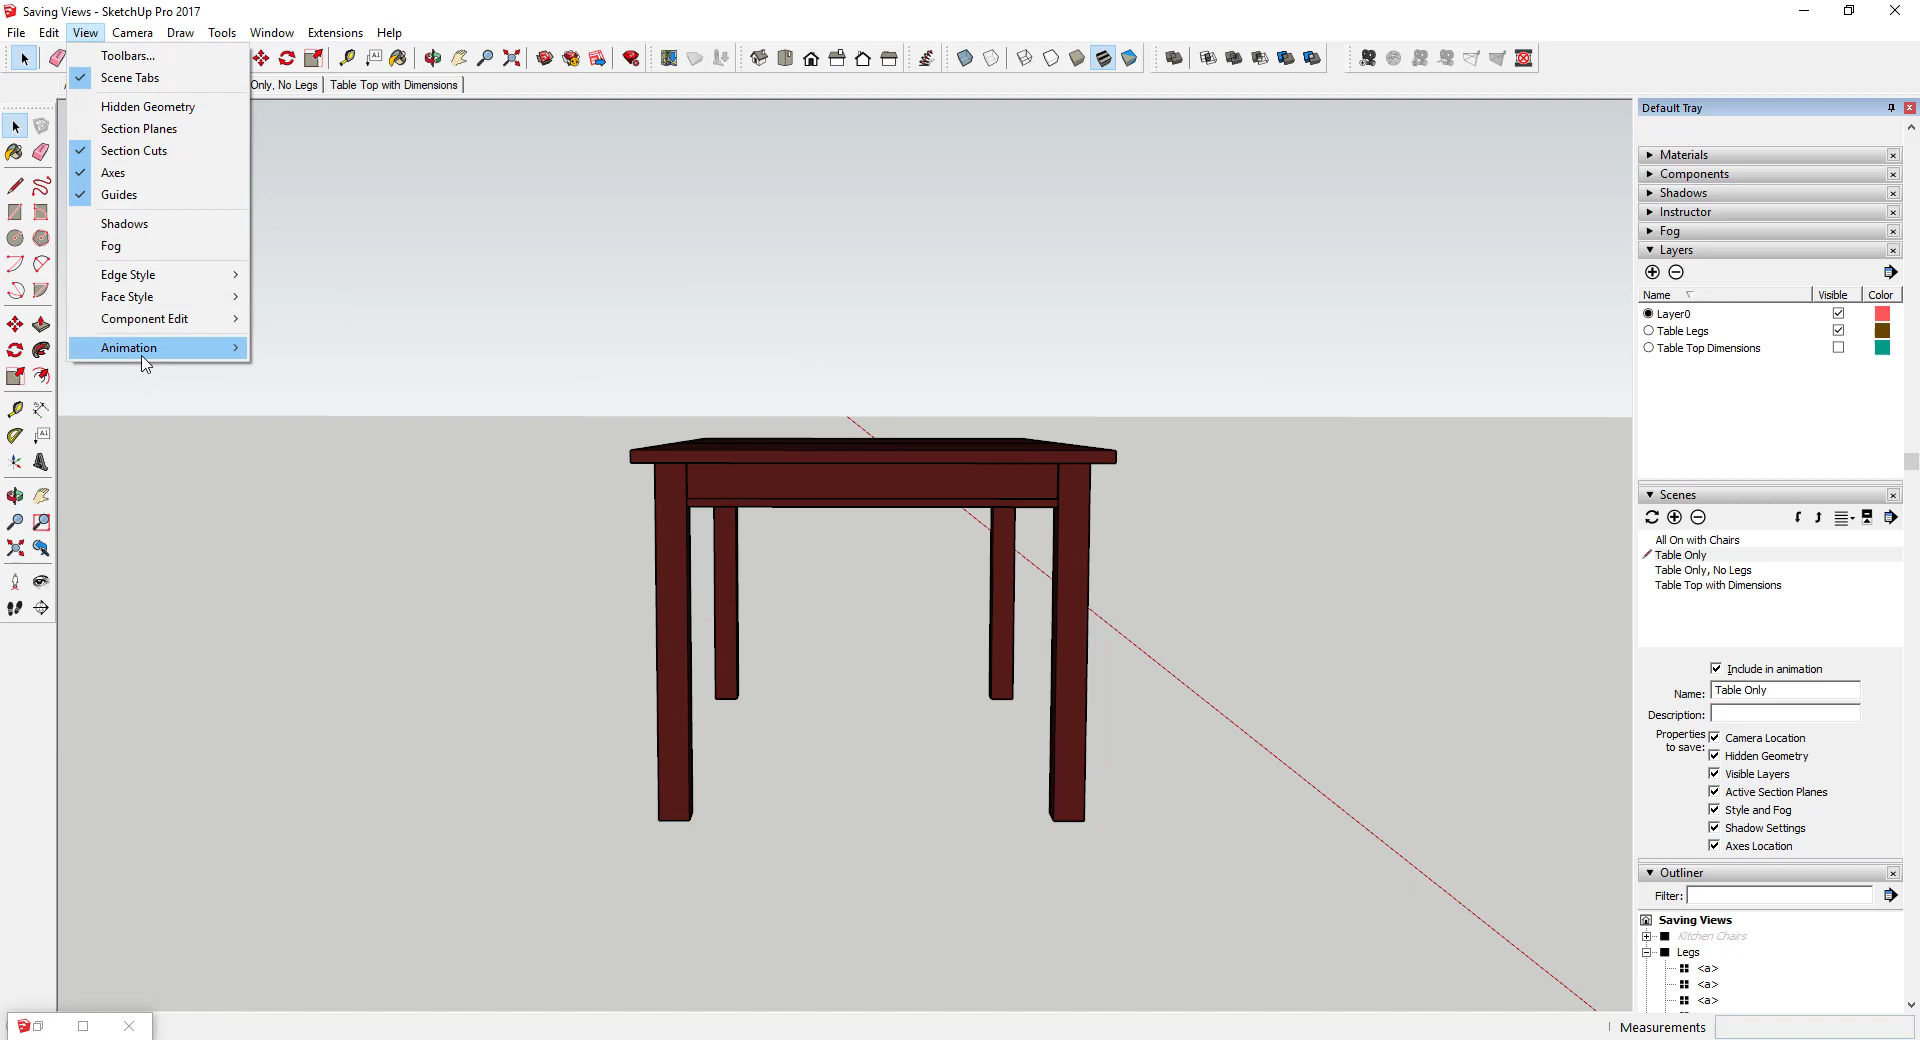 Saving Views - SketchUp Pro 2017
File Edit View Camera Draw Tools Window Extensions Help
Toolbars...
Scene Tabs
Only, No Legs
Table Top with Dimensions
Hidden Geometry
Section Planes
Section Cuts
Axes
Guides
Shadows
Fog
Edge Style
Face Style
Component Edit
Animation
Default Tray
Materials
Components
Shadows
Instructor
Fog
Layers
Name Visible Color
Layer0
Table Legs
Table Top Dimensions
Scenes
All On with Chairs
Table Only
Table Only, No Legs
Table Top with Dimensions
Include in animation
Name: Table Only
Description:
Properties to save:
Camera Location
Hidden Geometry
Visible Layers
Active Section Planes
Style and Fog
Shadow Settings
Axes Location
Outliner
Filter:
Saving Views
Kitchen Chairs
Legs
<a>
<a>
<a>
Measurements